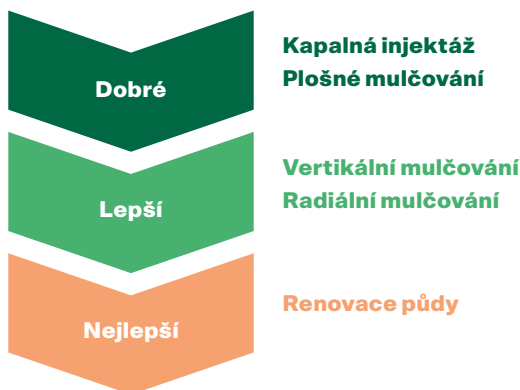 Dobré
Kapalná injektáž
Plošné mulčování
Lepší
Vertikální mulčování
Radiální mulčování
Nejlepší
Renovace půdy